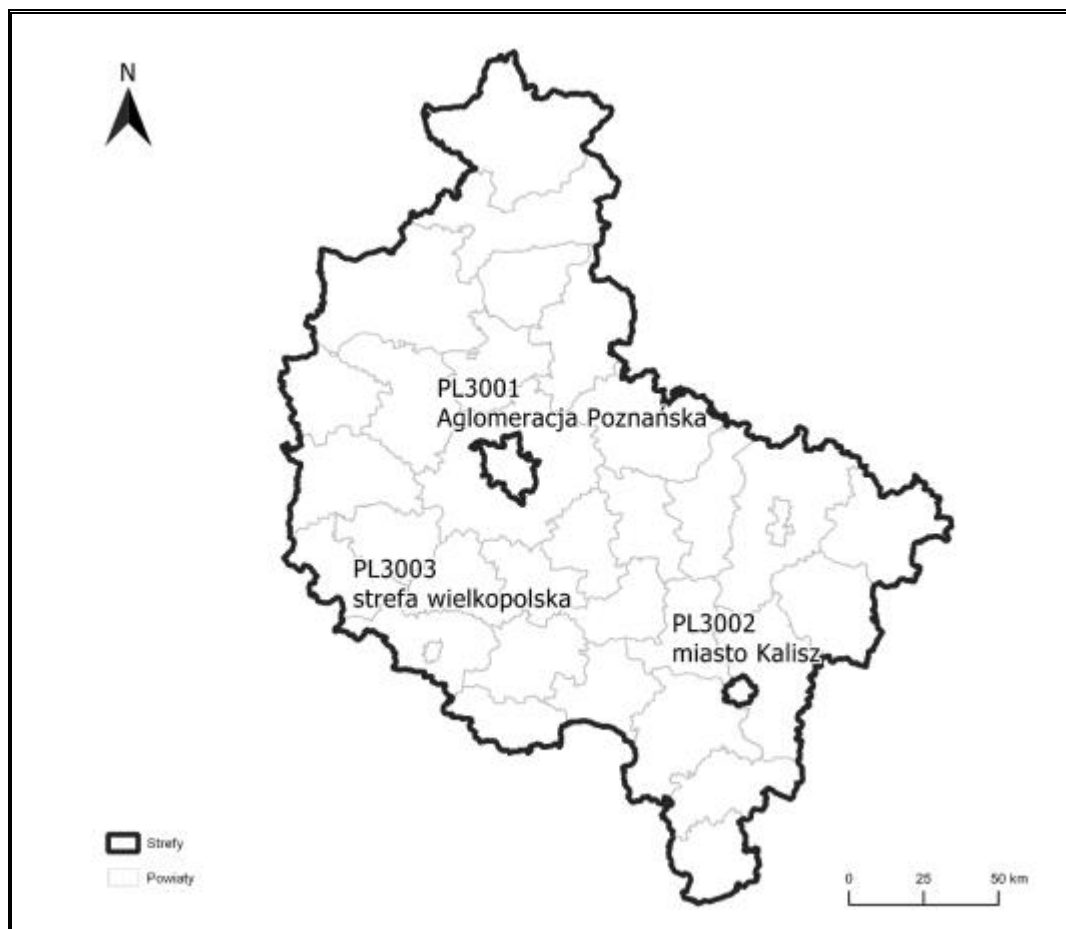 N
PL3001
Aglomeracja Poznańska
PL3003
strefa wielkopolska
PL3002
miasto Kalisz
Strefy
Powiaty
0 25 50 km